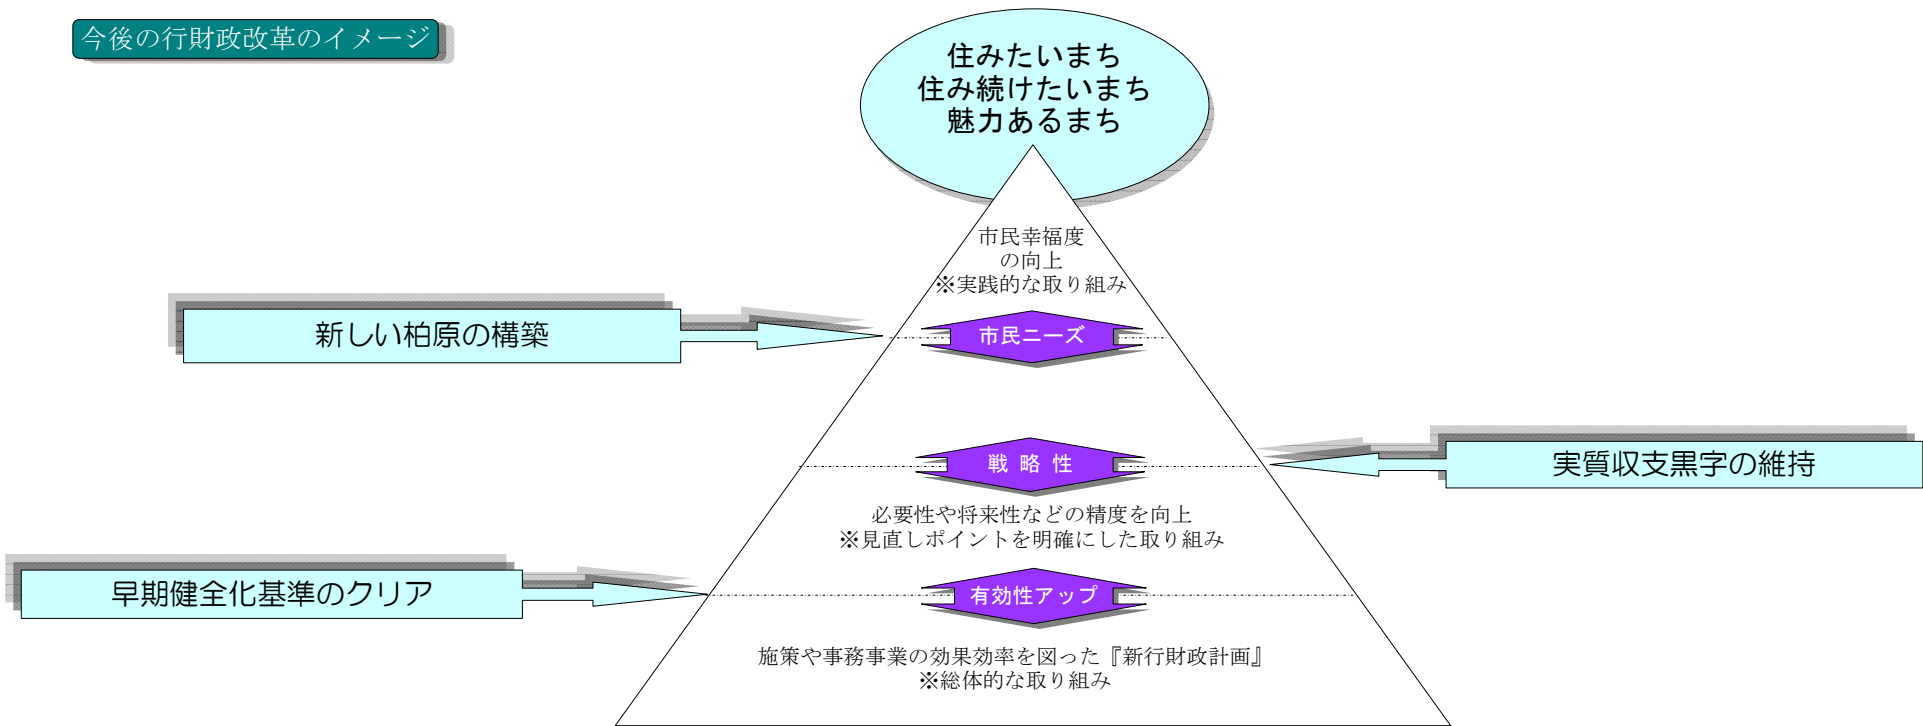 今後の行財政改革のイメージ
住みたいまち
住み続けたいまち
魅力あるまち
市民幸福度
の向上
※実践的な取り組み
新しい柏原の構築
市民ニーズ
戦 略 性
実質収支黒字の維持
必要性や将来性などの精度を向上
※見直しポイントを明確にした取り組み
早期健全化基準のクリア
有効性アップ
施策や事務事業の効果効率を図った『新行財政計画』
※総体的な取り組み